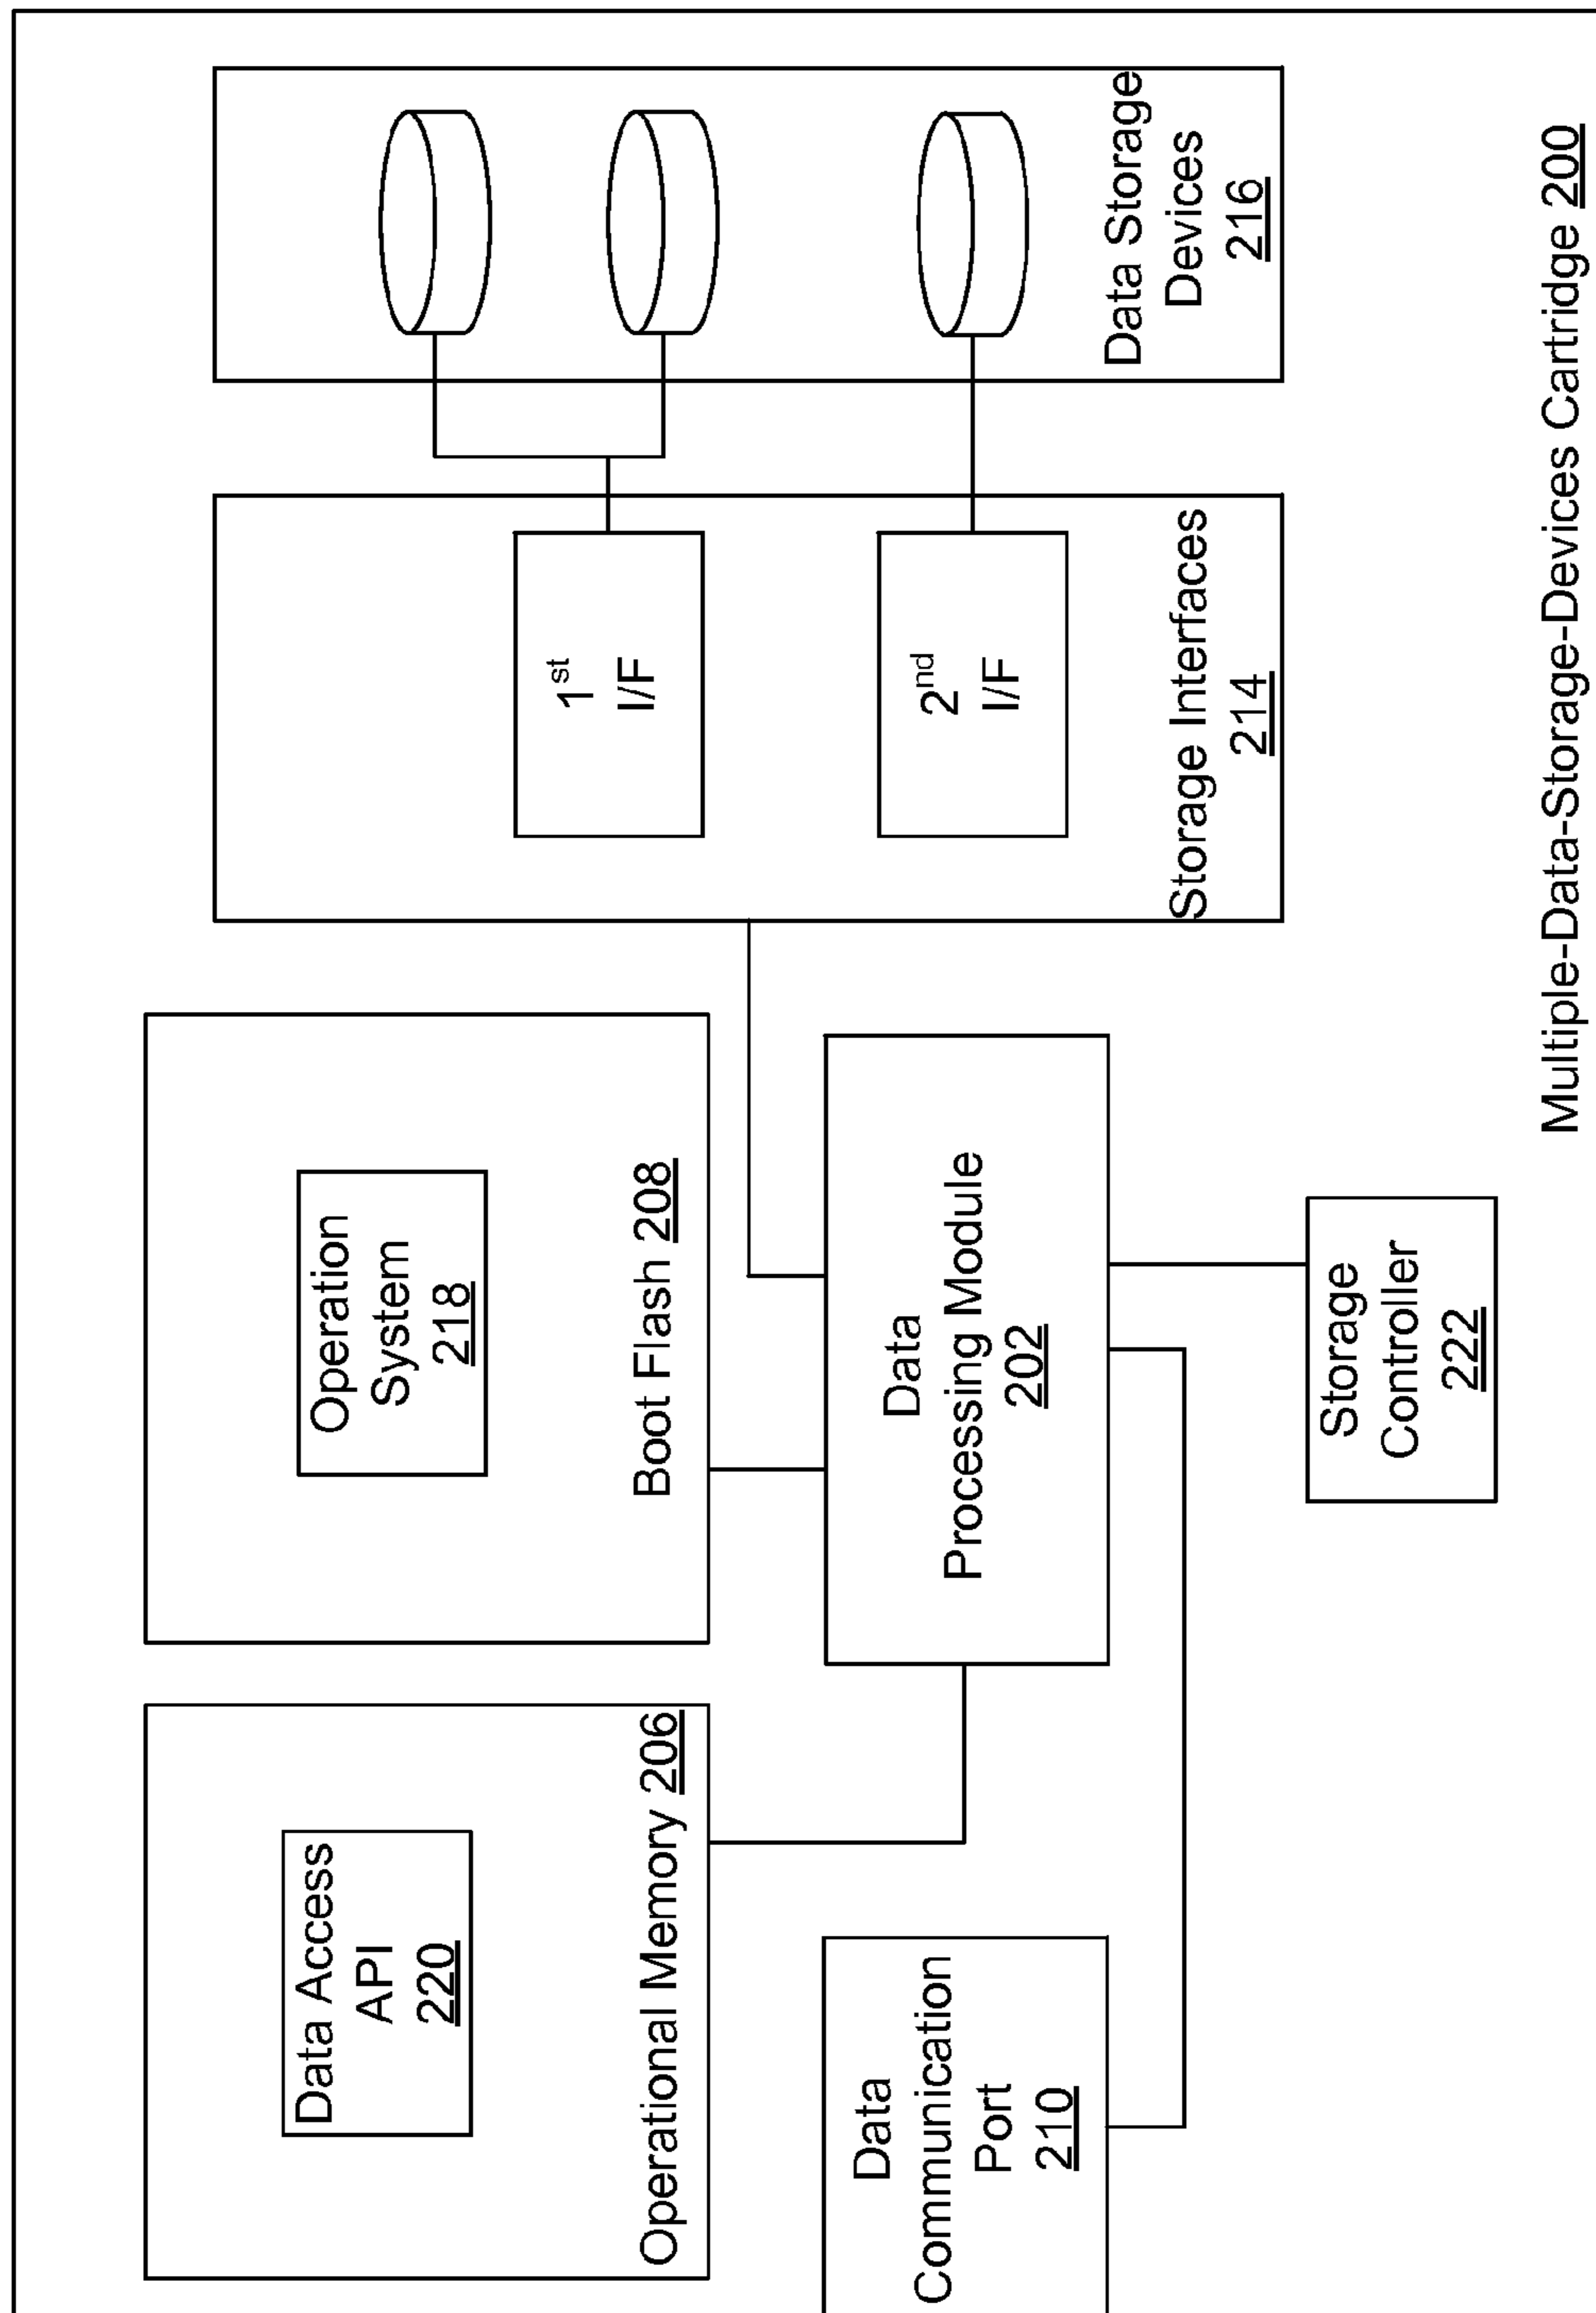 Data Access
API
220
Operational Memory 206
Operation
System
218
Boot Flash 208
1st
I/F
2nd
I/F
Storage Interfaces
214
Data Storage
Devices
216
Data
Communication
Port
210
Data
Processing Module
202
Storage
Controller
222
Multiple-Data-Storage-Devices Cartridge 200